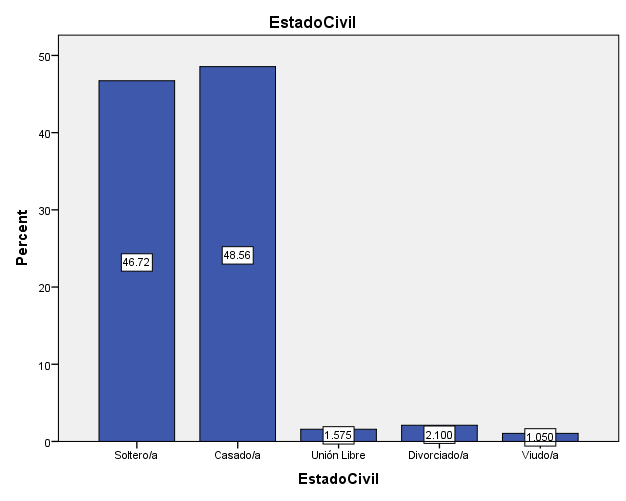 EstadoCivil
Percent
50
40
30
20
10
0
46.72
48.56
1.575
2.100
1.050
Soltero/a
Casado/a
Unión Libre
Divorciado/a
Viudo/a
EstadoCivil